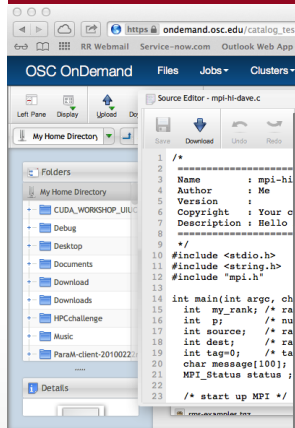 https ondemand.osc.edu/catalog_tes
RR Webmail Service-now.com Outlook Web App
OSC OnDemand Files Jobs Clusters
Left Pane Display Upload Do
Source Editor - mpi-hi-dave.c
Save Download Undo Redo
My Home Directory
Folders
My Home Directory
CUDA_WORKSHOP_UIUC
Debug
Desktop
Documents
Download
Downloads
HPCchallenge
Music
ParaM-client-20100222
Details
1 /*
2 ==================
3 Name : mpi-hi
4 Author : Me
5 Version :
6 Copyright : Your c
7 Description : Hello
8 ==================
9 */
10 #include <stdio.h>
11 #include <string.h>
12 #include "mpi.h"
13
14 int main(int argc, ch
15 int my_rank; /* ra
16 int p; /* nu
17 int source; /* ra
18 int dest; /* ra
19 int tag=0; /* ta
20 char message[100];
21 MPI_Status status ;
22
23 /* start up MPI */
rms-examples.tgz